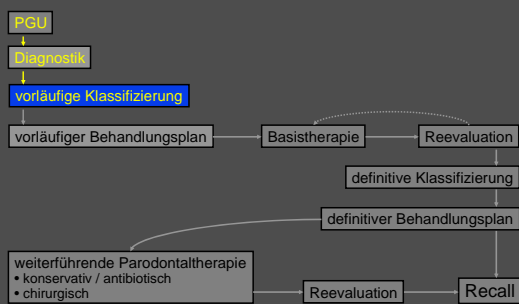 PGU
Diagnostik
vorläufige Klassifizierung
vorläufiger Behandlungsplan
Basistherapie
Reevaluation
definitive Klassifizierung
definitiver Behandlungsplan
weiterführende Parodontaltherapie
• konservativ / antibiotisch
• chirurgisch
Reevaluation
Recall